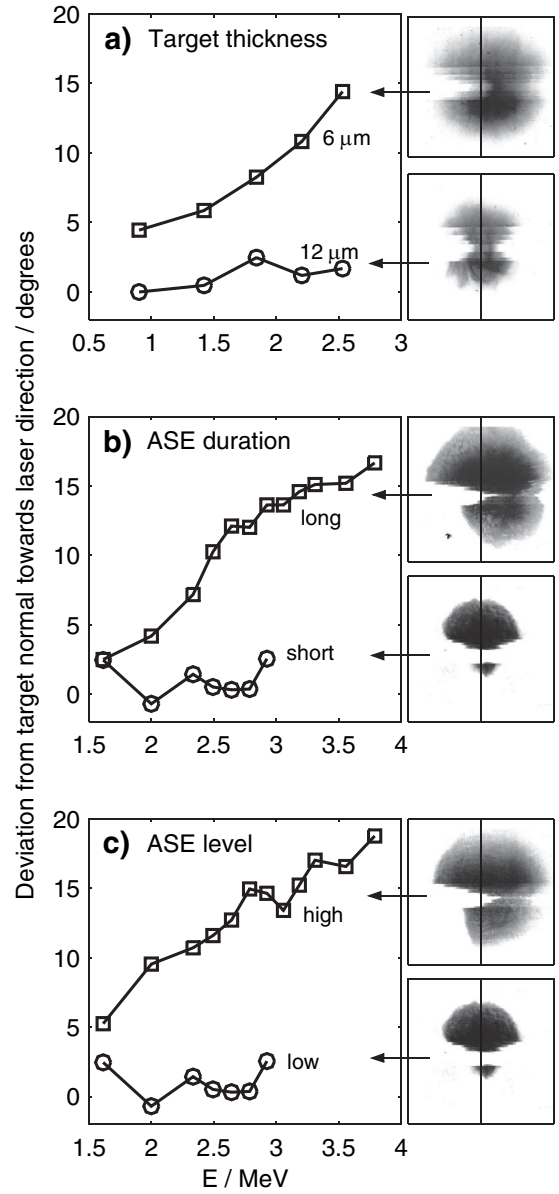 Deviation from target normal towards laser direction / degrees
a) Target thickness
20
15
10
5
0
6 μm
12 μm
0.5 1 1.5 2 2.5 3
b) ASE duration
20
15
10
5
0
long
short
1.5 2 2.5 3 3.5 4
c) ASE level
20
15
10
5
0
high
low
1.5 2 2.5 3 3.5 4
E / MeV